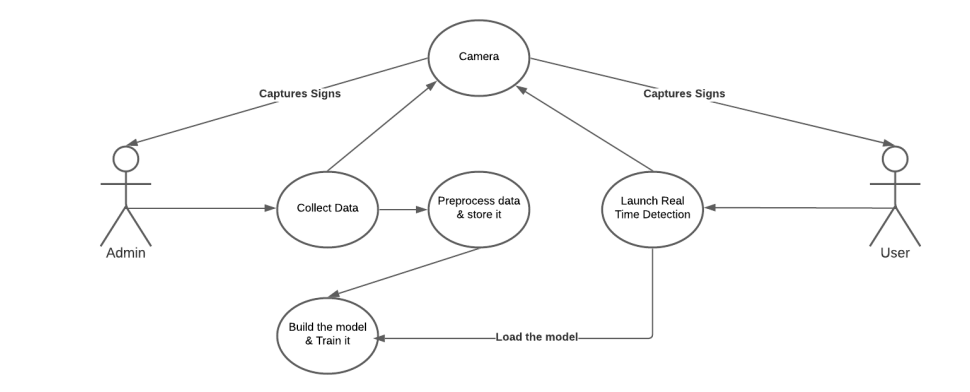 Camera
Captures Signs
Captures Signs
Collect Data
Preprocess data
& store it
Launch Real
Time Detection
Admin
User
Build the model
& Train it
Load the model